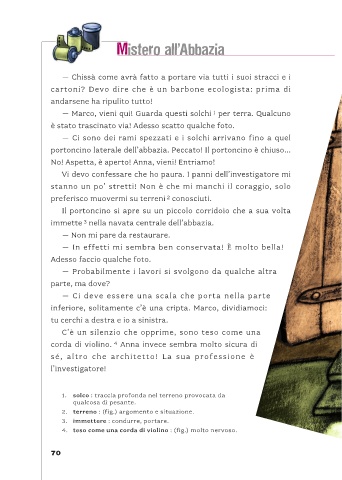 Mistero all'Abbazia
— Chissà come avrà fatto a portare via tutti i suoi stracci e i
cartoni? Devo dire che è un barbone ecologista: prima di
andarsene ha ripulito tutto!
— Marco, vieni qui! Guarda questi solchi 1 per terra. Qualcuno
è stato trascinato via! Adesso scatto qualche foto.
— Ci sono dei rami spezzati e i solchi arrivano fino a quel
portoncino laterale dell'abbazia. Peccato! Il portoncino è chiuso...
No! Aspetta, è aperto! Anna, vieni! Entriamo!
Vi devo confessare che ho paura. I panni dell'investigatore mi
stanno un po' stretti! Non è che mi manchi il coraggio, solo
preferisco muovermi su terreni 2 conosciuti.
Il portoncino si apre su un piccolo corridoio che a sua volta
immette 3 nella navata centrale dell'abbazia.
— Non mi pare da restaurare.
— In effetti mi sembra ben conservata! È molto bella!
Adesso faccio qualche foto.
— Probabilmente i lavori si svolgono da qualche altra
parte, ma dove?
— Ci deve essere una scala che porta nella parte
inferiore, solitamente c'è una cripta. Marco, dividiamoci:
tu cerchi a destra e io a sinistra.
C'è un silenzio che opprime, sono teso come una
corda di violino. 4 Anna invece sembra molto sicura di
sé, altro che architetto! La sua professione è
l'investigatore!
1. solco : traccia profonda nel terreno provocata da
qualcosa di pesante.
2. terreno : (fig.) argomento e situazione.
3. immettere : condurre, portare.
4. teso come una corda di violino : (fig.) molto nervoso.
70